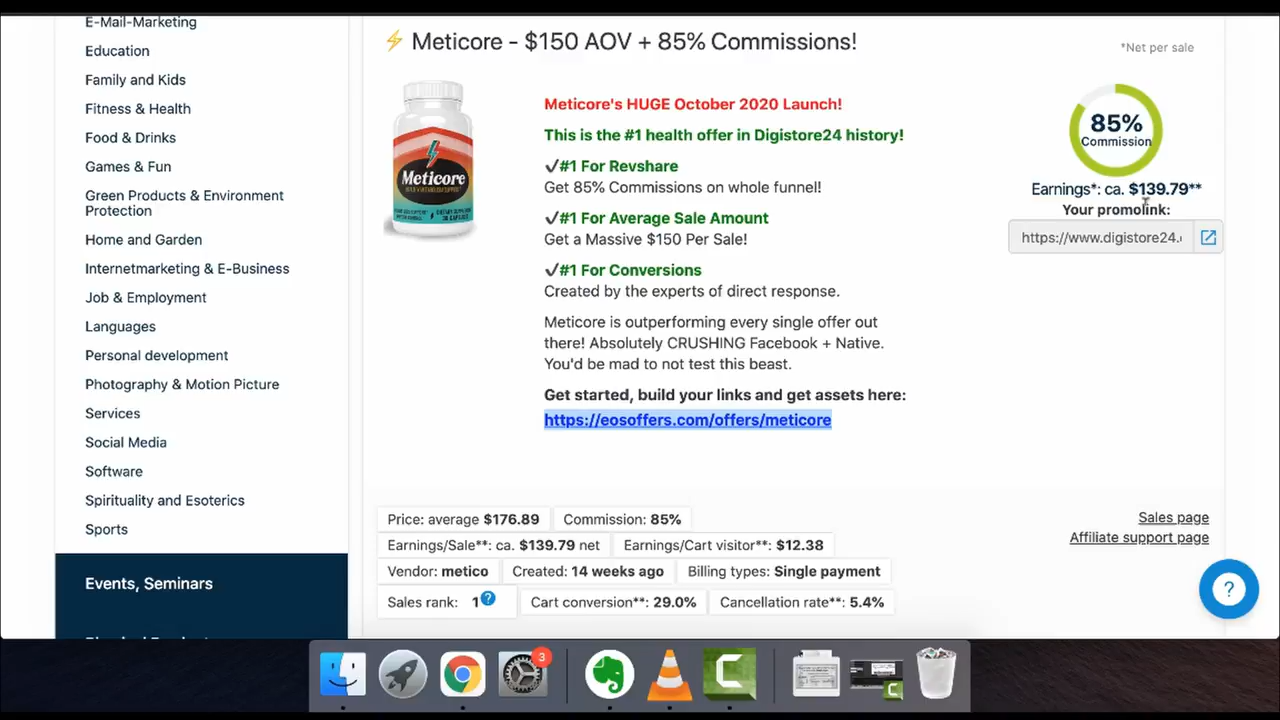 E-Mail-Marketing
Education
Family and Kids
Fitness & Health
Food & Drinks
Games & Fun
Green Products & Environment
Protection
Home and Garden
Internetmarketing & E-Business
Job & Employment
Languages
Personal development
Photography & Motion Picture
Services
Social Media
Software
Spirituality and Esoterics
Sports
Events, Seminars
⚡ Meticore - $150 AOV + 85% Commissions!
*Net per sale
Meticore
Meticore's HUGE October 2020 Launch!
This is the #1 health offer in Digistore24 history!
✓#1 For Revshare
Get 85% Commissions on whole funnel!
✓#1 For Average Sale Amount
Get a Massive $150 Per Sale!
✓#1 For Conversions
Created by the experts of direct response.
Meticore is outperforming every single offer out
there! Absolutely CRUSHING Facebook + Native.
You'd be mad to not test this beast.
Get started, build your links and get assets here:
https://eosoffers.com/offers/meticore
85%
Commission
Earnings*: ca. $139.79**
Your promolink:
https://www.digistore24.
Price: average $176.89 Commission: 85%
Earnings/Sale**: ca. $139.79 net Earnings/Cart visitor**: $12.38
Vendor: metico Created: 14 weeks ago Billing types: Single payment
Sales rank: 1 ? Cart conversion**: 29.0% Cancellation rate**: 5.4%
Sales page
Affiliate support page
?
3